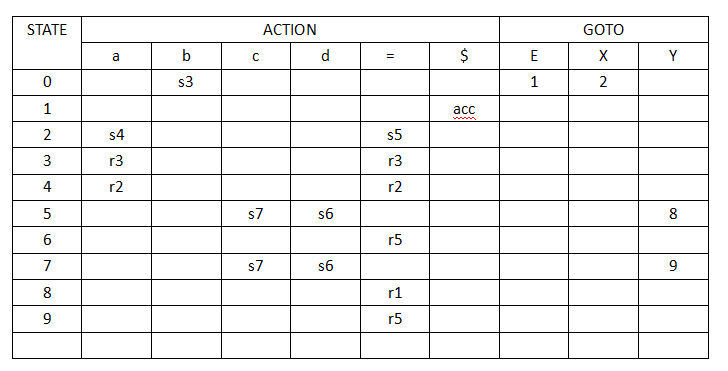 STATE ACTION GOTO
a b c d = $ E X Y
0 s3 1 2
1 acc
2 s4 s5
3 r3 r3
4 r2 r2
5 s7 s6 8
6 r5
7 s7 s6 9
8 r1
9 r5